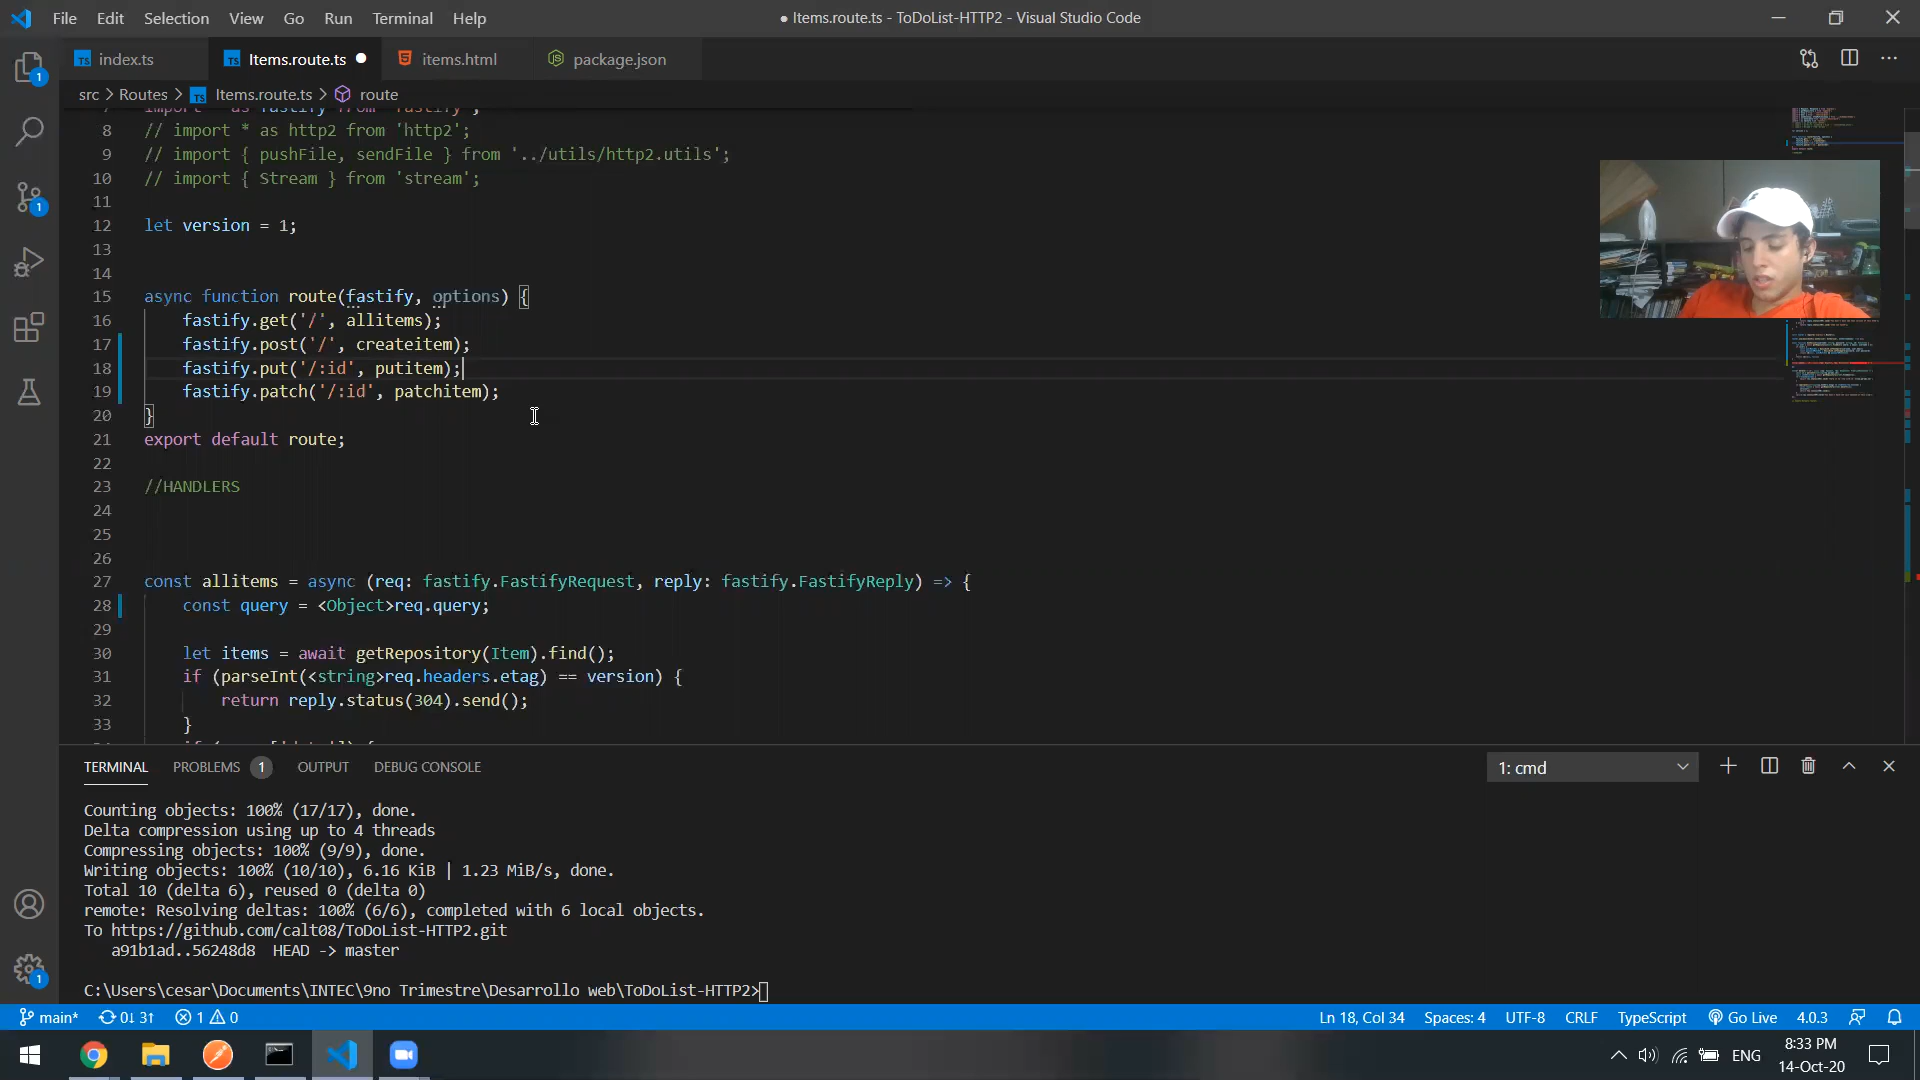 File Edit Selection View Go Run Terminal Help
● Items.route.ts - ToDoList-HTTP2 - Visual Studio Code
TS index.ts
TS Items.route.ts ●
items.html
package.json
src > Routes > TS Items.route.ts > route
8 // import * as http2 from 'http2';
9 // import { pushFile, sendFile } from '../utils/http2.utils';
10 // import { Stream } from 'stream';
11
12 let version = 1;
13
14
15 async function route(fastify, options) {
16 fastify.get('/', allitems);
17 fastify.post('/', createitem);
18 fastify.put('/:id', putitem);
19 fastify.patch('/:id', patchitem);
20 }
21 export default route;
22
23 //HANDLERS
24
25
26
27 const allitems = async (req: fastify.FastifyRequest, reply: fastify.FastifyReply) => {
28 const query = <Object>req.query;
29
30 let items = await getRepository(Item).find();
31 if (parseInt(<string>req.headers.etag) == version) {
32 return reply.status(304).send();
33 }
TERMINAL PROBLEMS 1 OUTPUT DEBUG CONSOLE
1: cmd
Counting objects: 100% (17/17), done.
Delta compression using up to 4 threads
Compressing objects: 100% (9/9), done.
Writing objects: 100% (10/10), 6.16 KiB | 1.23 MiB/s, done.
Total 10 (delta 6), reused 0 (delta 0)
remote: Resolving deltas: 100% (6/6), completed with 6 local objects.
To https://github.com/calt08/ToDoList-HTTP2.git
a91b1ad..56248d8 HEAD -> master
C:\Users\cesar\Documents\INTEC\9no Trimestre\Desarrollo web\ToDoList-HTTP2>
main* 0↓ 3↑ 1 0
Ln 18, Col 34 Spaces: 4 UTF-8 CRLF TypeScript Go Live 4.0.3
ENG
8:33 PM
14-Oct-20